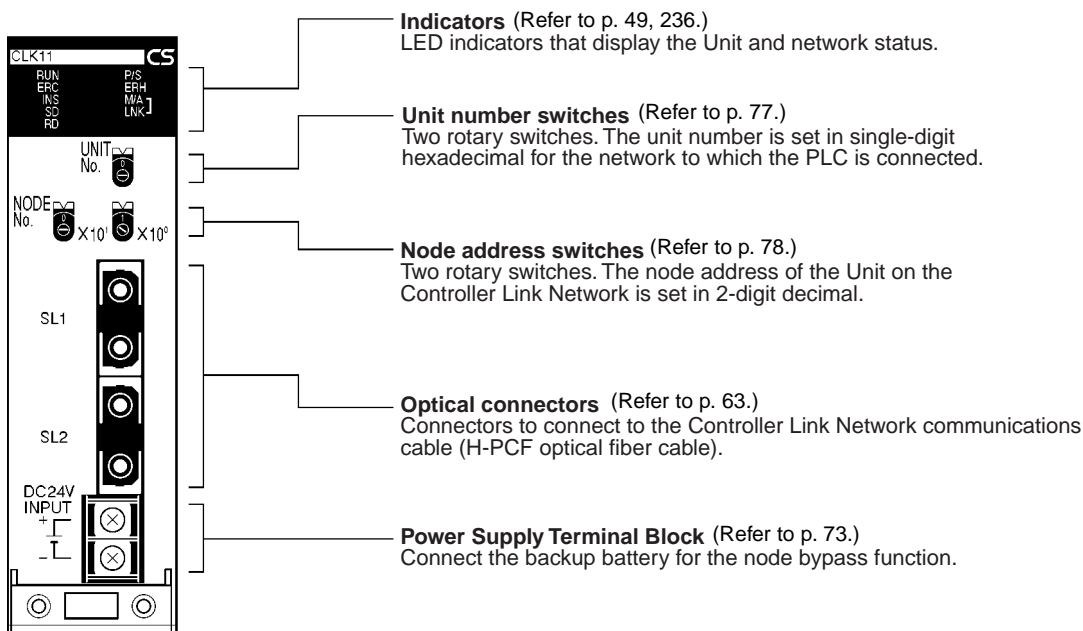 Indicators (Refer to p. 49, 236.)
LED indicators that display the Unit and network status.
CLK11 CS
RUN P/S
ERC ERH
INS M/A
SD LNK
RD
Unit number switches (Refer to p. 77.)
Two rotary switches. The unit number is set in single-digit
hexadecimal for the network to which the PLC is connected.
UNIT
No.
0
NODE
No.
0
X10¹
1
X10⁰
Node address switches (Refer to p. 78.)
Two rotary switches. The node address of the Unit on the
Controller Link Network is set in 2-digit decimal.
SL1
Optical connectors (Refer to p. 63.)
Connectors to connect to the Controller Link Network communications
cable (H-PCF optical fiber cable).
SL2
DC24V
INPUT
+
-
Power Supply Terminal Block (Refer to p. 73.)
Connect the backup battery for the node bypass function.